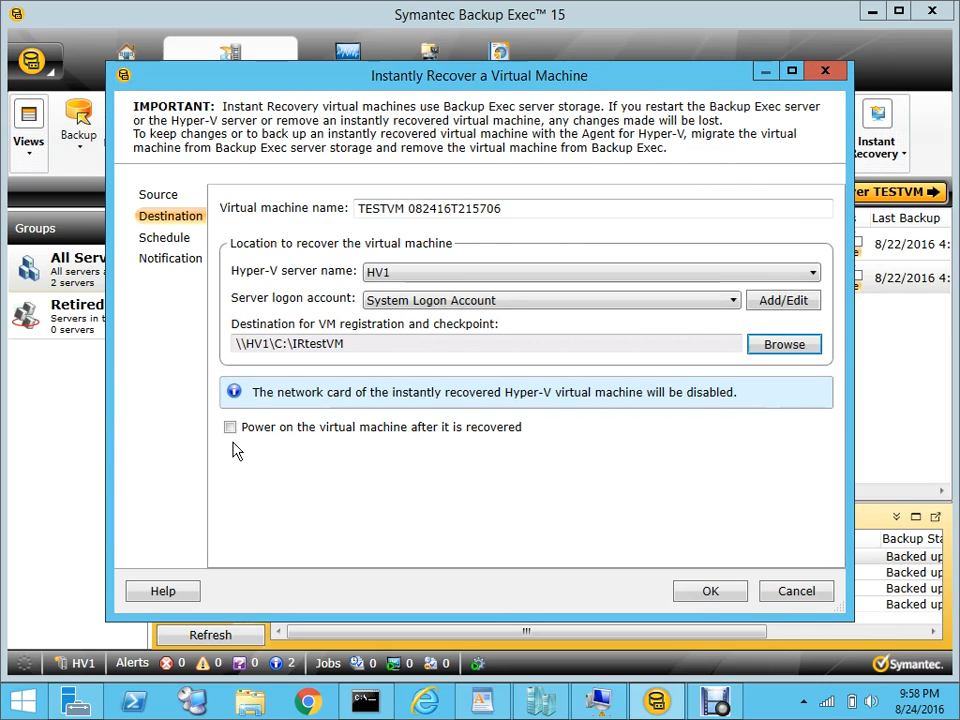 Symantec Backup Exec™ 15
Instantly Recover a Virtual Machine
IMPORTANT: Instant Recovery virtual machines use Backup Exec server storage. If you restart the Backup Exec server
or the Hyper-V server or remove an instantly recovered virtual machine, any changes made will be lost.
To keep changes or to back up an instantly recovered virtual machine with the Agent for Hyper-V, migrate the virtual
machine from Backup Exec server storage and remove the virtual machine from Backup Exec.
Views
Backup
Instant
Recovery
Source
Destination
Schedule
Notification
Virtual machine name: TESTVM 082416T215706
Location to recover the virtual machine
Hyper-V server name: HV1
Server logon account: System Logon Account
Add/Edit
Destination for VM registration and checkpoint:
\\HV1\C:\IRtestVM
Browse
The network card of the instantly recovered Hyper-V virtual machine will be disabled.
Power on the virtual machine after it is recovered
Help
OK
Cancel
Groups
All Ser
All servers a
2 servers
Retired
Servers in t
0 servers
er TESTVM
Last Backup
8/22/2016 4:
8/22/2016 4:
Backup Sta
Backed up
Backed up
Backed up
Backed up
Refresh
HV1
Alerts 0 0 0 2
Jobs 0 0 0
Symantec.
9:58 PM
8/24/2016